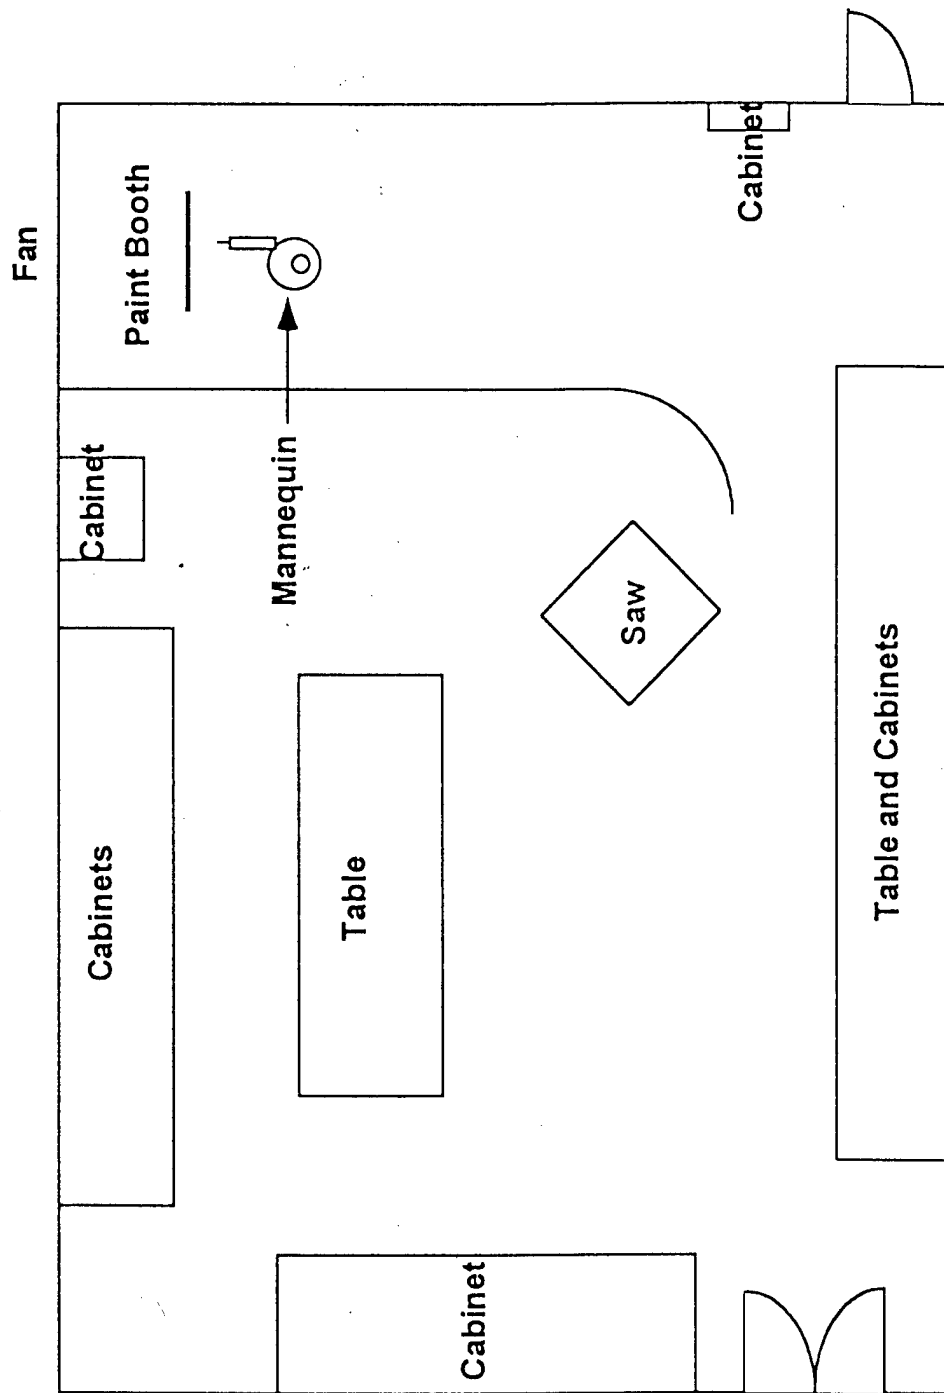 Fan
Paint Booth
Cabinet
Mannequin
Cabinet
Saw
Cabinets
Table
Table and Cabinets
Cabinet